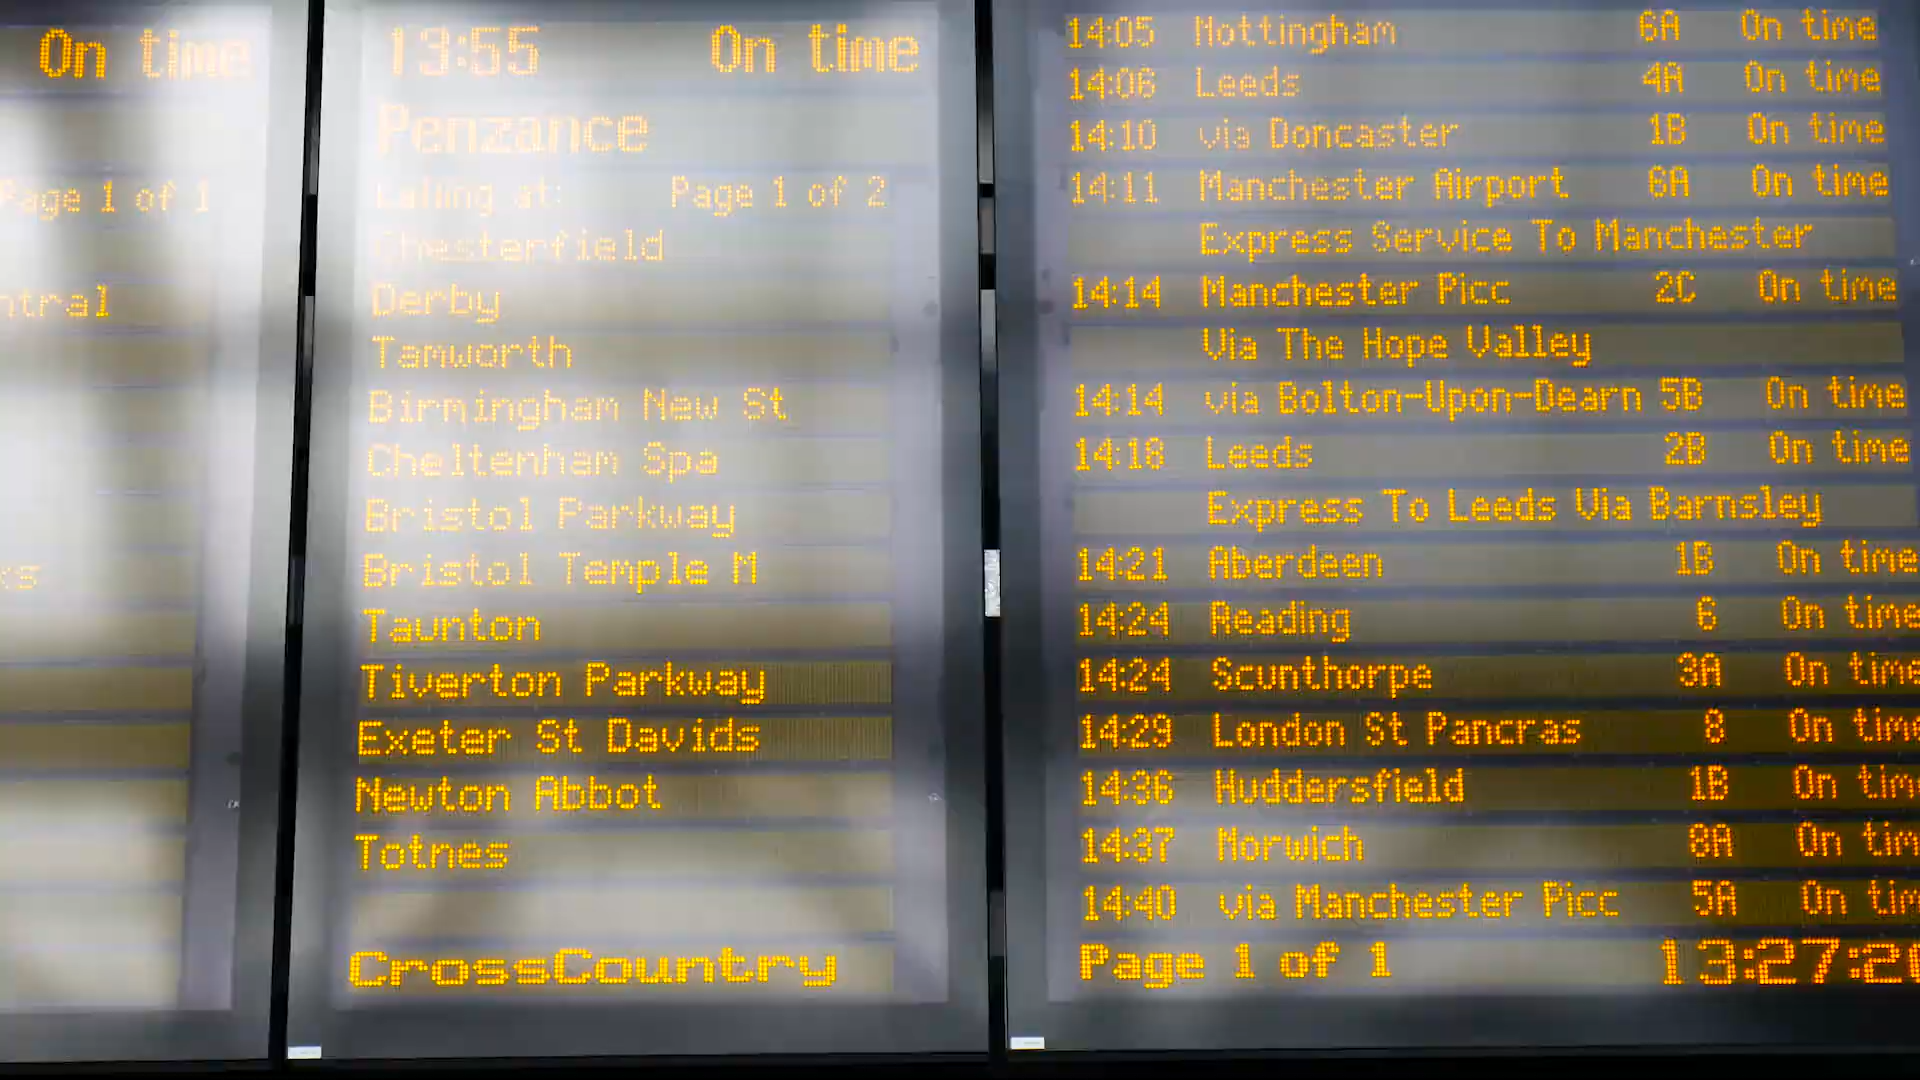 On time
Page 1 of 1
ntral
ks
13:55 On time
Penzance
Calling at: Page 1 of 2
Chesterfield
Derby
Tamworth
Birmingham New St
Cheltenham Spa
Bristol Parkway
Bristol Temple M
Taunton
Tiverton Parkway
Exeter St Davids
Newton Abbot
Totnes
CrossCountry
14:05 Nottingham 6A On time
14:06 Leeds 4A On time
14:10 via Doncaster 1B On time
14:11 Manchester Airport 6A On time
Express Service To Manchester
14:14 Manchester Picc 2C On time
Via The Hope Valley
14:14 via Bolton-Upon-Dearn 5B On time
14:18 Leeds 2B On time
Express To Leeds Via Barnsley
14:21 Aberdeen 1B On time
14:24 Reading 6 On time
14:24 Scunthorpe 3A On time
14:29 London St Pancras 8 On time
14:36 Huddersfield 1B On time
14:37 Norwich 8A On tim
14:40 via Manchester Picc 5A On tim
Page 1 of 1 13:27:2